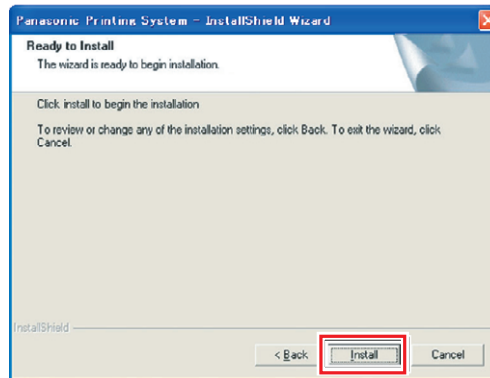 Panasonic Printing System - InstallShield Wizard
Ready to Install
The wizard is ready to begin installation.
Click install to begin the installation
To review or change any of the installation settings, click Back. To exit the wizard, click
Cancel.
InstallShield
< Back Install Cancel